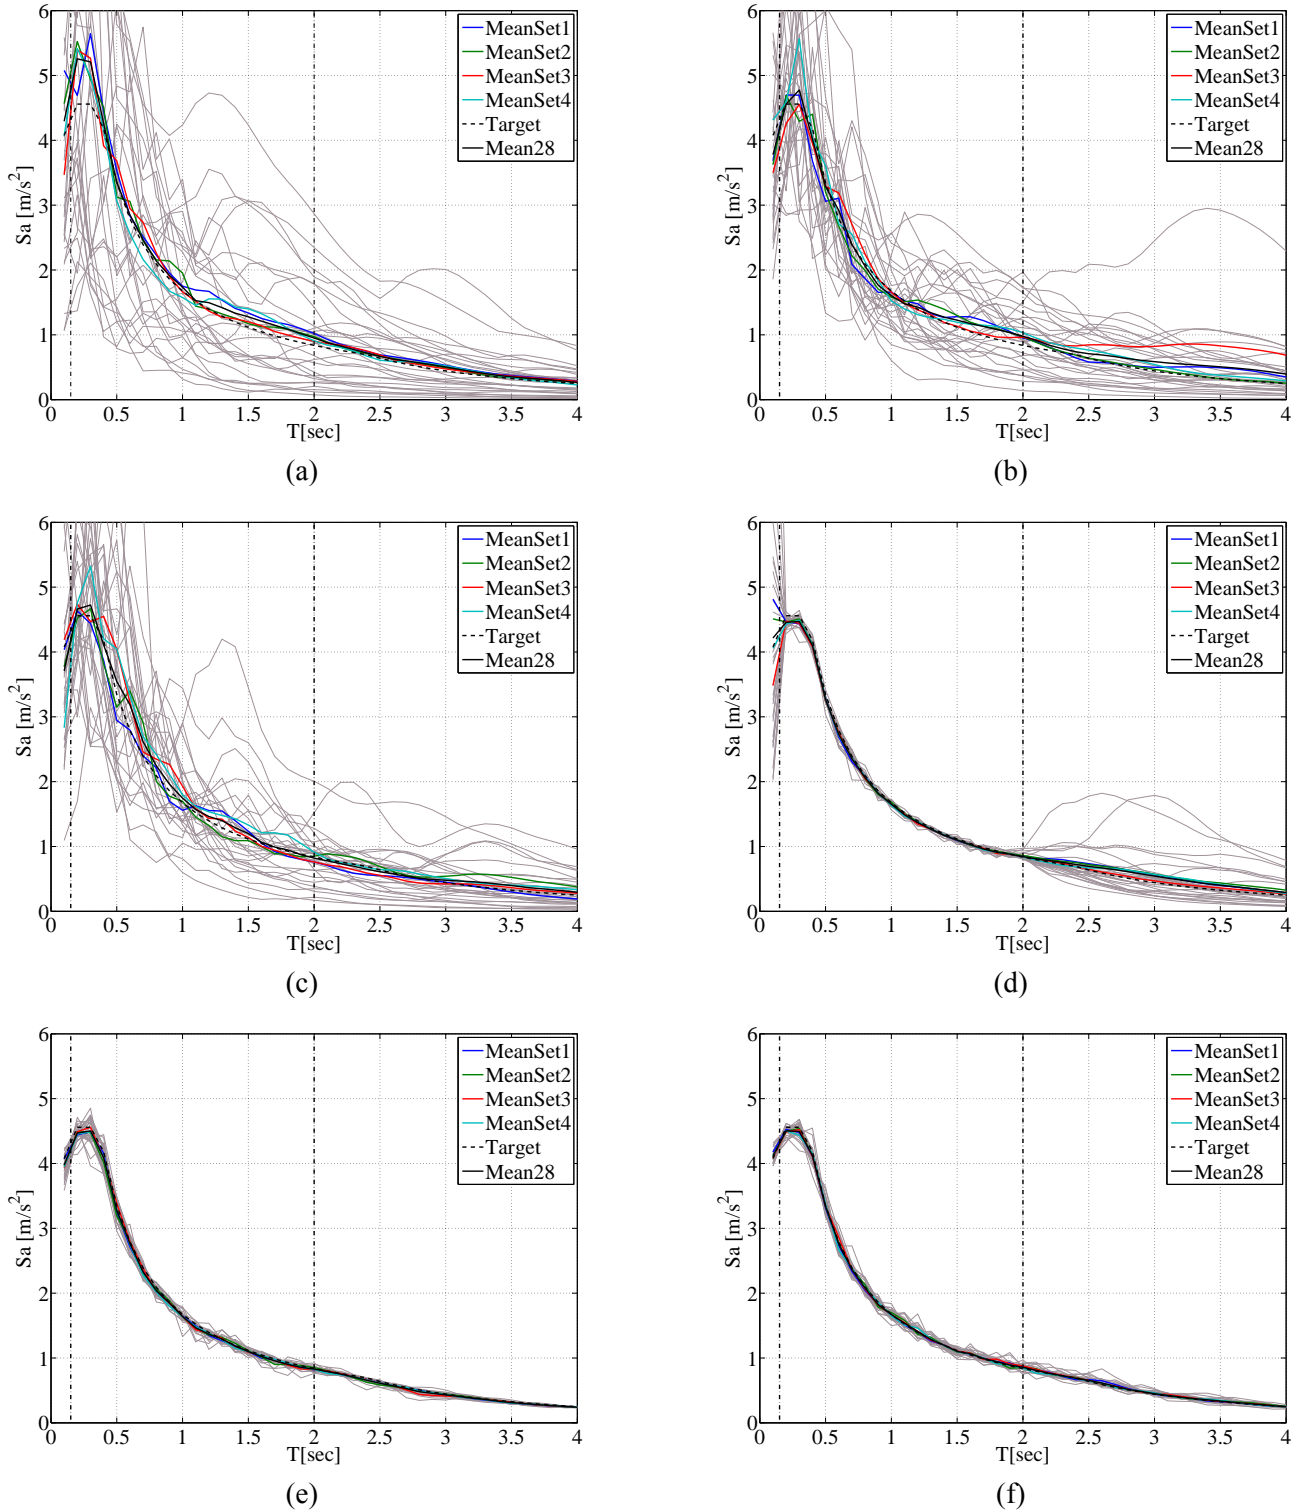 6
5
4
3
2
1
0
Sa [m/s²]
0 0.5 1 1.5 2 2.5 3 3.5 4
T[sec]
MeanSet1
MeanSet2
MeanSet3
MeanSet4
Target
Mean28
(a)
6
5
4
3
2
1
0
Sa [m/s²]
0 0.5 1 1.5 2 2.5 3 3.5 4
T[sec]
MeanSet1
MeanSet2
MeanSet3
MeanSet4
Target
Mean28
(b)
6
5
4
3
2
1
0
Sa [m/s²]
0 0.5 1 1.5 2 2.5 3 3.5 4
T[sec]
MeanSet1
MeanSet2
MeanSet3
MeanSet4
Target
Mean28
(c)
6
5
4
3
2
1
0
Sa [m/s²]
0 0.5 1 1.5 2 2.5 3 3.5 4
T[sec]
MeanSet1
MeanSet2
MeanSet3
MeanSet4
Target
Mean28
(d)
6
5
4
3
2
1
0
Sa [m/s²]
0 0.5 1 1.5 2 2.5 3 3.5 4
T[sec]
MeanSet1
MeanSet2
MeanSet3
MeanSet4
Target
Mean28
(e)
6
5
4
3
2
1
0
Sa [m/s²]
0 0.5 1 1.5 2 2.5 3 3.5 4
T[sec]
MeanSet1
MeanSet2
MeanSet3
MeanSet4
Target
Mean28
(f)